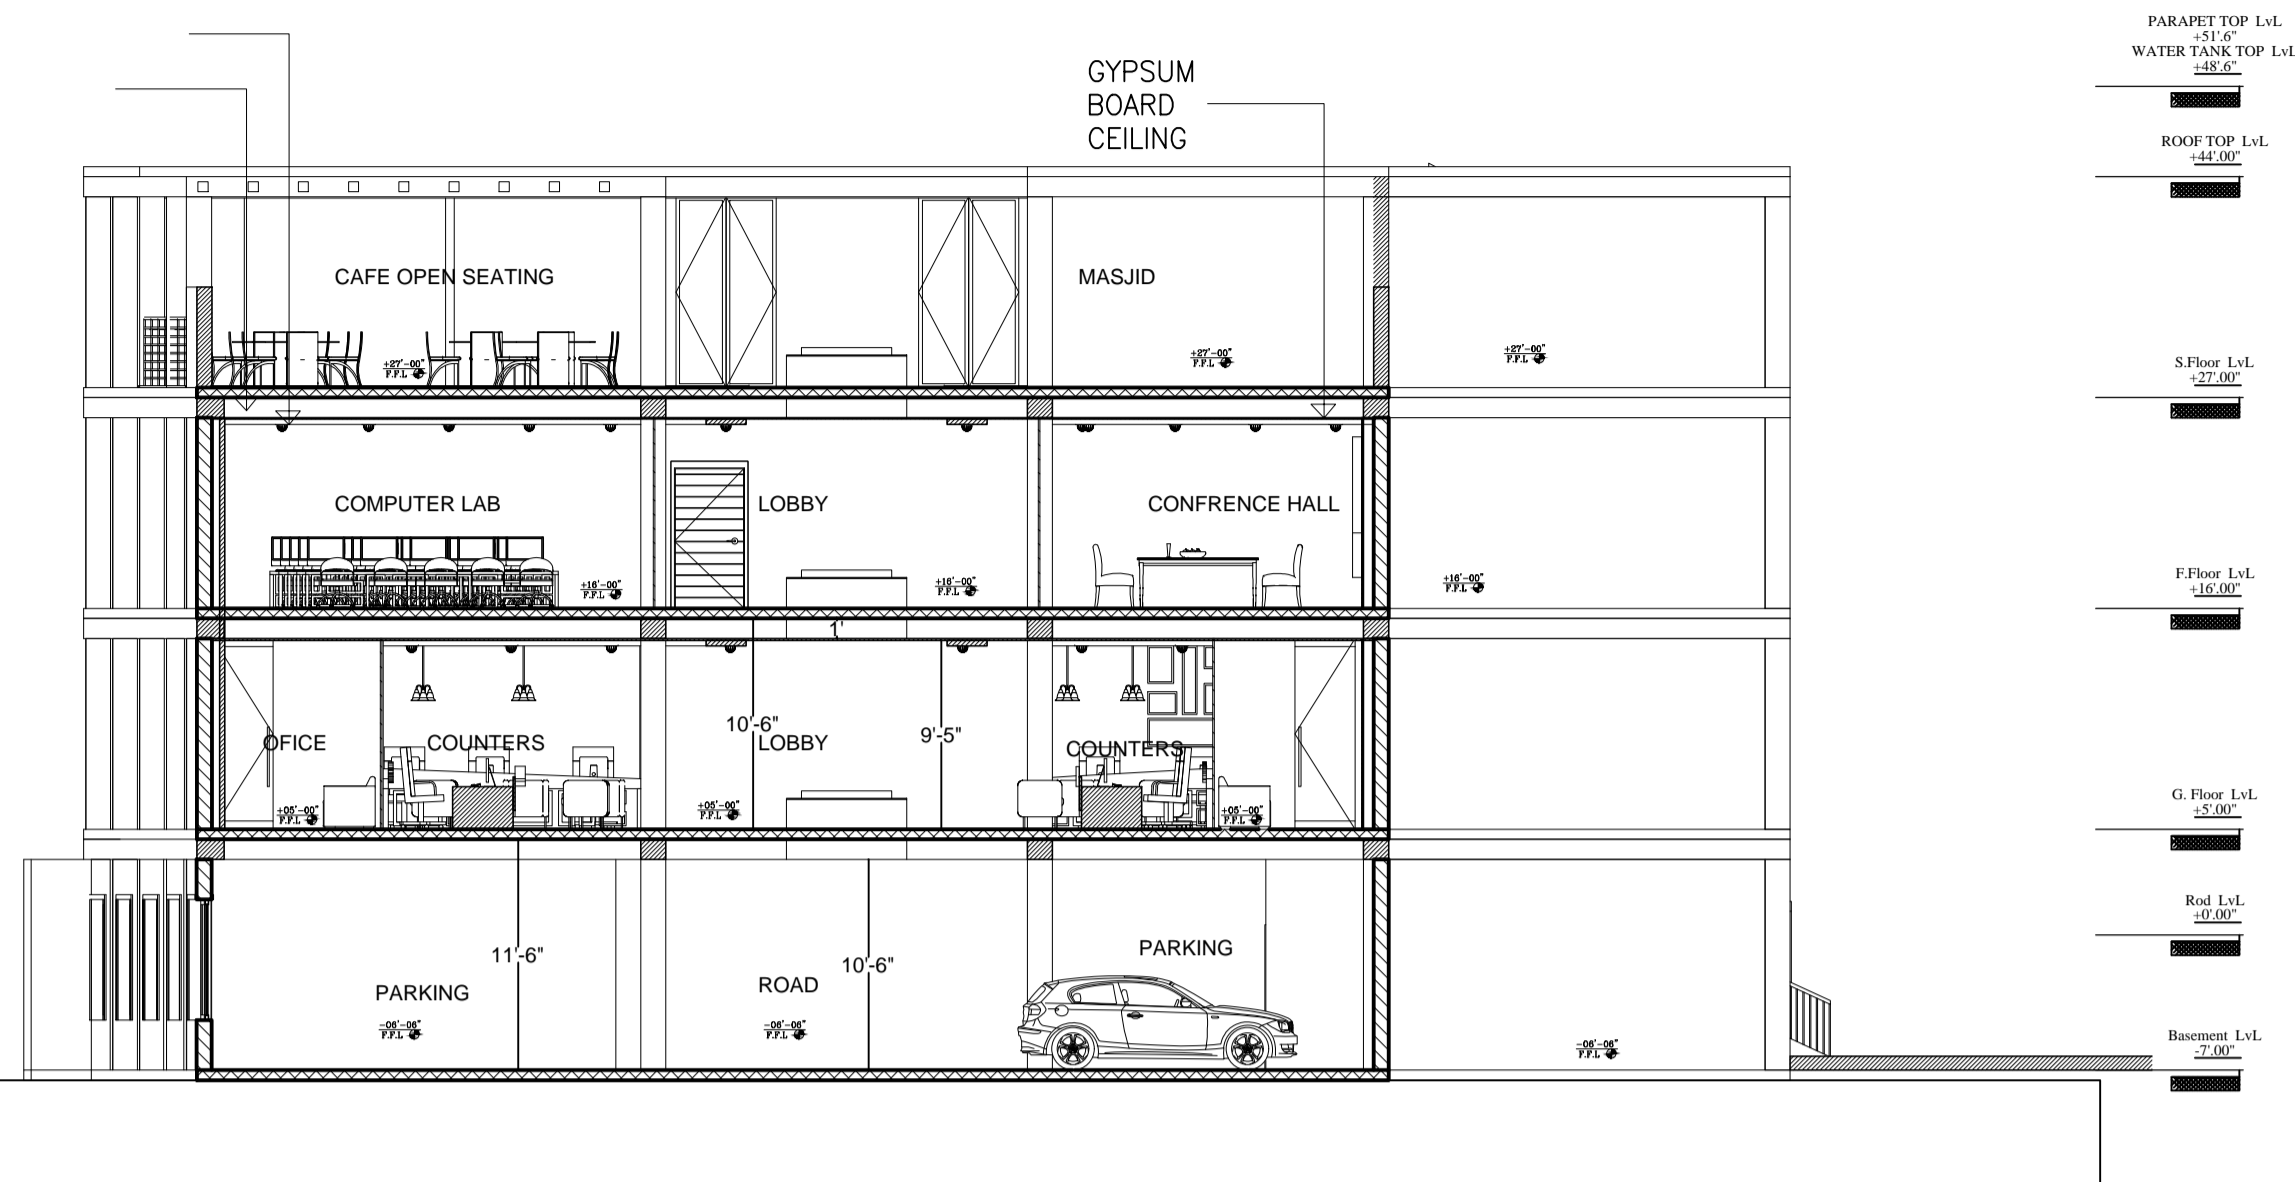 PARAPET TOP LvL
+51'.6"
WATER TANK TOP LvL
+48'.6"
GYPSUM
BOARD
CEILING
ROOF TOP LvL
+44'.00"
CAFE OPEN SEATING
MASJID
+27'-00"
F.F.L
+27'-00"
F.F.L
+27'-00"
F.F.L
S.Floor LvL
+27'.00"
COMPUTER LAB
LOBBY
CONFRENCE HALL
+16'-00"
F.F.L
+16'-00"
F.F.L
+16'-00"
F.F.L
F.Floor LvL
+16'.00"
1'
10'-6"
9'-5"
OFICE
COUNTERS
LOBBY
COUNTERS
+05'-00"
F.F.L
+05'-00"
F.F.L
+05'-00"
F.F.L
G. Floor LvL
+5'.00"
Rod LvL
+0'.00"
11'-6"
10'-6"
PARKING
PARKING
ROAD
-06'-06"
F.F.L
-06'-06"
F.F.L
-06'-06"
F.F.L
Basement LvL
-7'.00"